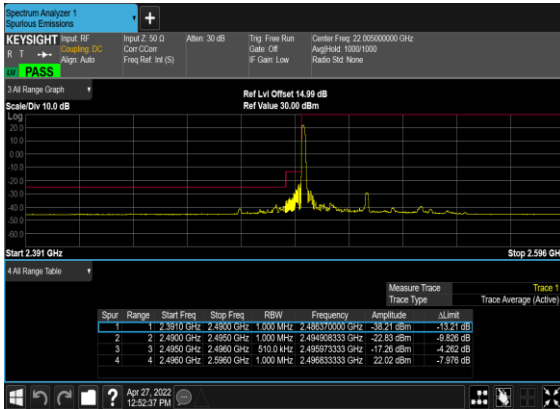 Spectrum Analyzer 1
Spurious Emissions
KEYSIGHT
R T
LW
PASS
Input: RF
Coupling: DC
Align: Auto
Input Z: 50 Ω
Corr CCorr
Freq Ref: Int (S)
Atten: 30 dB
Trig: Free Run
Gate: Off
IF Gain: Low
Center Freq: 22.005000000 GHz
Avg|Hold: 1000/1000
Radio Std: None
3 All Range Graph
Scale/Div 10.0 dB
Ref Lvl Offset 14.99 dB
Ref Value 30.00 dBm
Log
20.0
10.0
0.00
-10.0
-20.0
-30.0
-40.0
-50.0
-60.0
Start 2.391 GHz
Stop 2.596 GH
4 All Range Table
Measure Trace Trace 1
Trace Type Trace Average (Active)
Spur Range Start Freq Stop Freq RBW Frequency Amplitude ΔLimit
1 1 2.3910 GHz 2.4900 GHz 1.000 MHz 2.486370000 GHz -38.21 dBm -13.21 dB
2 2 2.4900 GHz 2.4950 GHz 1.000 MHz 2.494908333 GHz -22.83 dBm -9.826 dB
3 3 2.4950 GHz 2.4960 GHz 510.0 kHz 2.495973333 GHz -17.26 dBm -4.262 dB
4 4 2.4960 GHz 2.5960 GHz 1.000 MHz 2.496833333 GHz 22.02 dBm -7.976 dB
?
Apr 27, 2022
12:52:37 PM